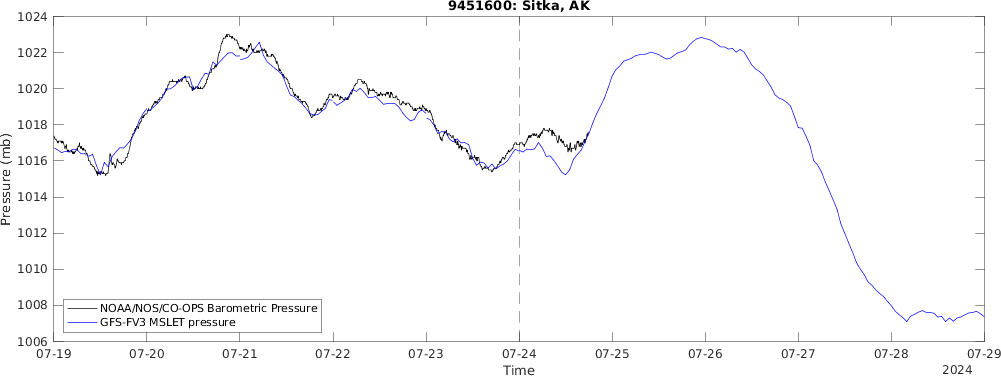 9451600: Sitka, AK
1024
1022
1020
1018
1016
1014
1012
1010
1008
1006
Pressure (mb)
NOAA/NOS/CO-OPS Barometric Pressure
GFS-FV3 MSLET pressure
07-19 07-20 07-21 07-22 07-23 07-24 07-25 07-26 07-27 07-28 07-29
Time
2024